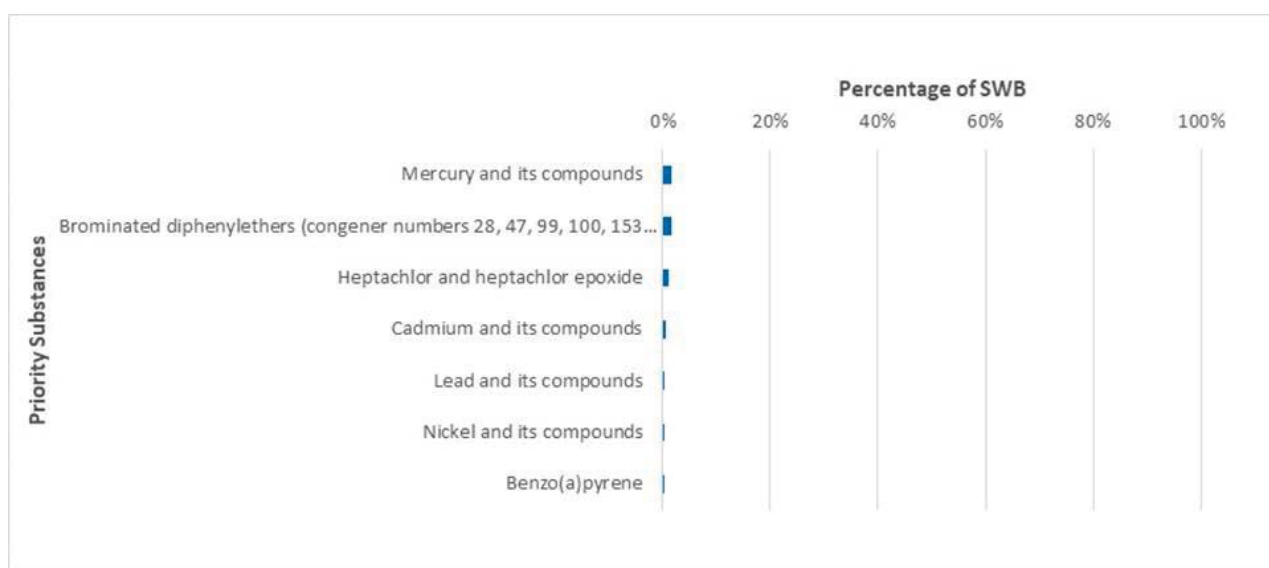 Percentage of SWB
0% 20% 40% 60% 80% 100%
Priority Substances
Mercury and its compounds
Brominated diphenylethers (congener numbers 28, 47, 99, 100, 153...
Heptachlor and heptachlor epoxide
Cadmium and its compounds
Lead and its compounds
Nickel and its compounds
Benzo(a)pyrene